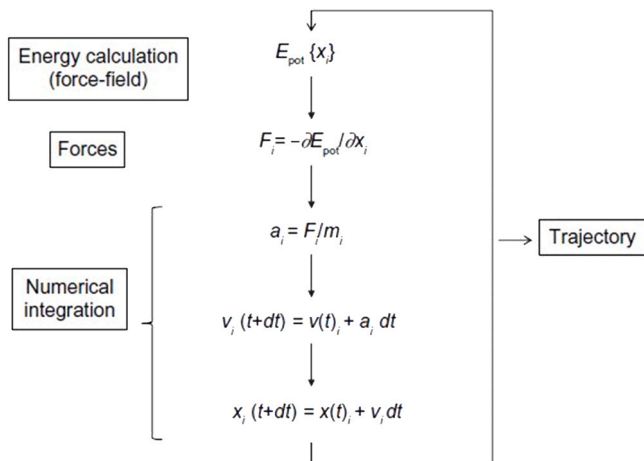 Energy calculation
(force-field)
E_pot {x_i}
Forces
F_i = −∂E_pot/∂x_i
a_i = F_i/m_i
Trajectory
Numerical
integration
v_i (t+dt) = v(t)_i + a_i dt
x_i (t+dt) = x(t)_i + v_i dt